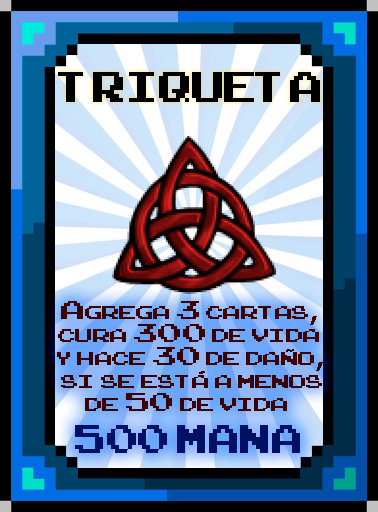 TRIQUETA
AGREGA 3 CARTAS,
CURA 300 DE VIDA
Y HACE 30 DE DAÑO,
SI SE ESTÁ A MENOS
DE 50 DE VIDA
500 MANA